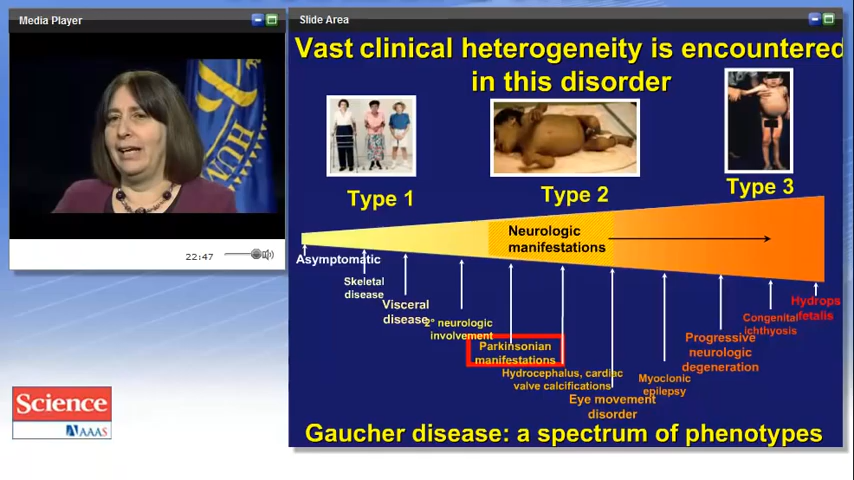 Media Player
22:47
HUM
Science
AAAS
Slide Area
Vast clinical heterogeneity is encountered
in this disorder
Type 1
Type 2
Type 3
Neurologic
manifestations
Asymptomatic
Skeletal
disease
Visceral
disease
2° neurologic
involvement
Parkinsonian
manifestations
Hydrocephalus, cardiac
valve calcifications
Eye movement
disorder
Myoclonic
epilepsy
Progressive
neurologic
degeneration
Congenital
ichthyosis
Hydrops
fetalis
Gaucher disease: a spectrum of phenotypes